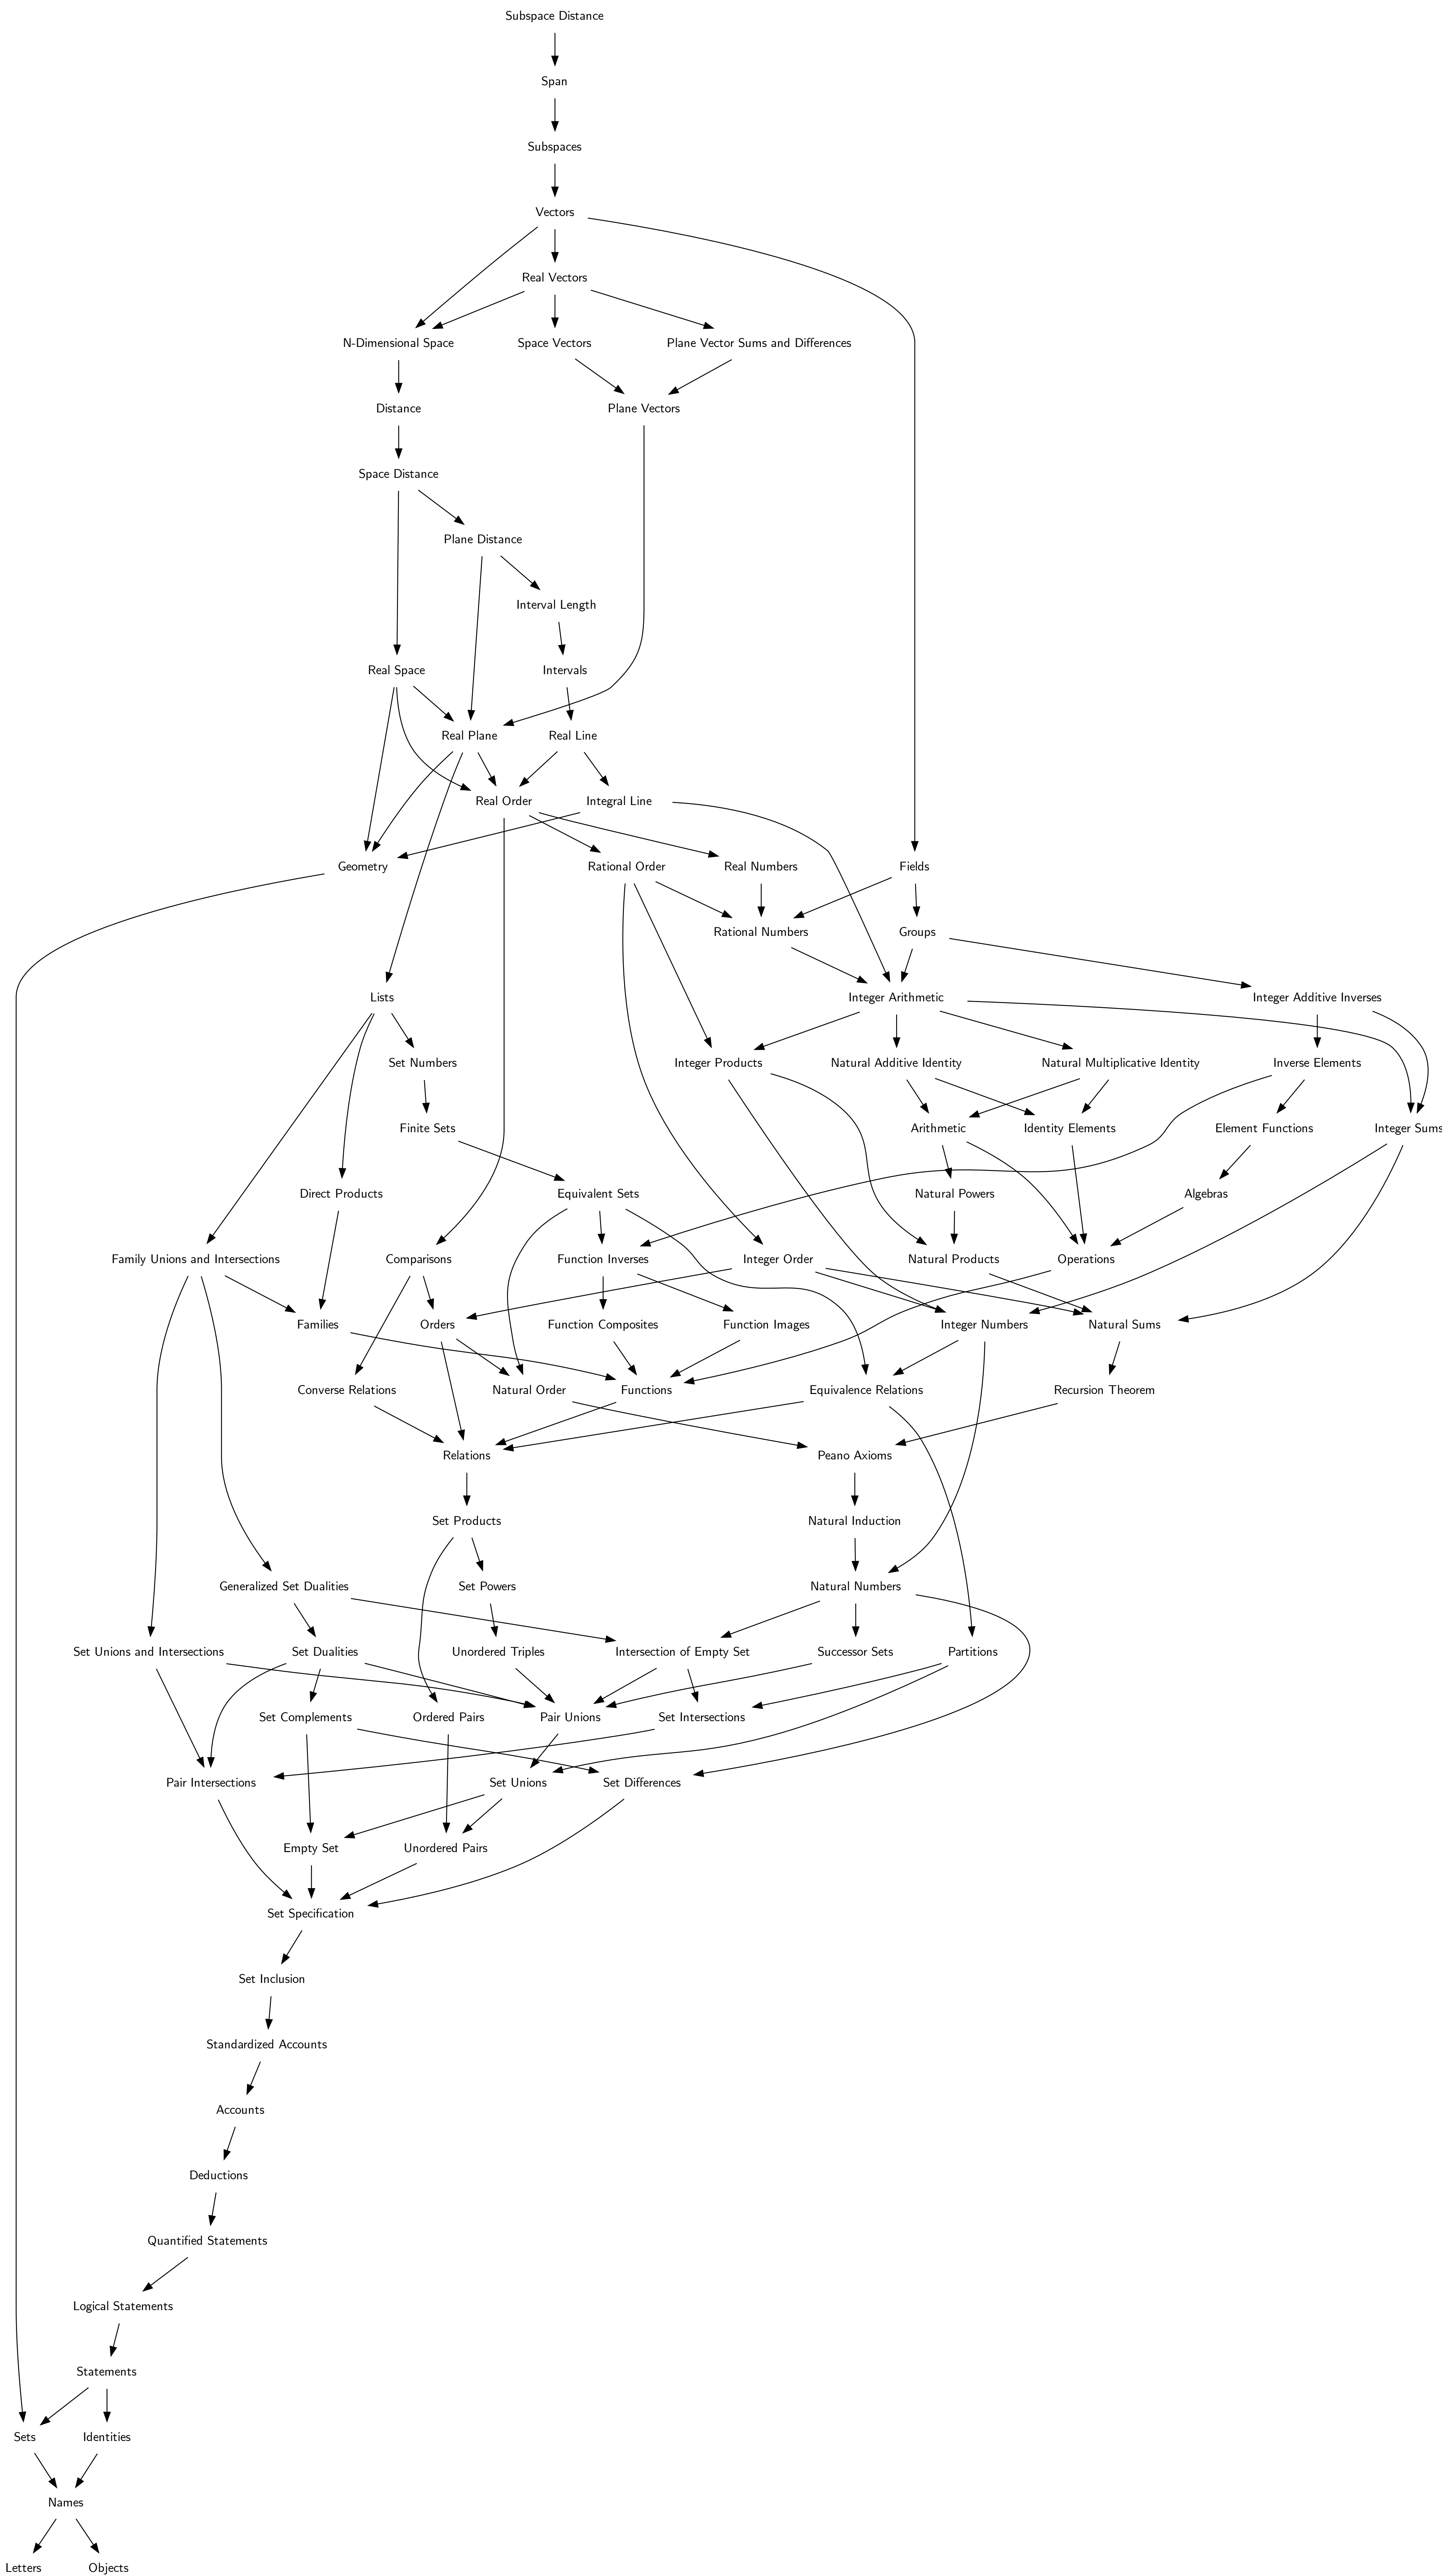 Subspace Distance
Span
Subspaces
Vectors
Real Vectors
N-Dimensional Space
Space Vectors
Plane Vector Sums and Differences
Distance
Plane Vectors
Space Distance
Plane Distance
Interval Length
Real Space
Intervals
Real Plane
Real Line
Real Order
Integral Line
Geometry
Rational Order
Real Numbers
Fields
Rational Numbers
Groups
Lists
Integer Arithmetic
Integer Additive Inverses
Set Numbers
Integer Products
Natural Additive Identity
Natural Multiplicative Identity
Inverse Elements
Finite Sets
Arithmetic
Identity Elements
Element Functions
Integer Sums
Direct Products
Equivalent Sets
Natural Powers
Algebras
Family Unions and Intersections
Comparisons
Function Inverses
Integer Order
Natural Products
Operations
Families
Orders
Function Composites
Function Images
Integer Numbers
Natural Sums
Converse Relations
Natural Order
Functions
Equivalence Relations
Recursion Theorem
Relations
Peano Axioms
Set Products
Natural Induction
Generalized Set Dualities
Set Powers
Natural Numbers
Set Unions and Intersections
Set Dualities
Unordered Triples
Intersection of Empty Set
Successor Sets
Partitions
Set Complements
Ordered Pairs
Pair Unions
Set Intersections
Pair Intersections
Set Unions
Set Differences
Empty Set
Unordered Pairs
Set Specification
Set Inclusion
Standardized Accounts
Accounts
Deductions
Quantified Statements
Logical Statements
Statements
Sets
Identities
Names
Letters
Objects